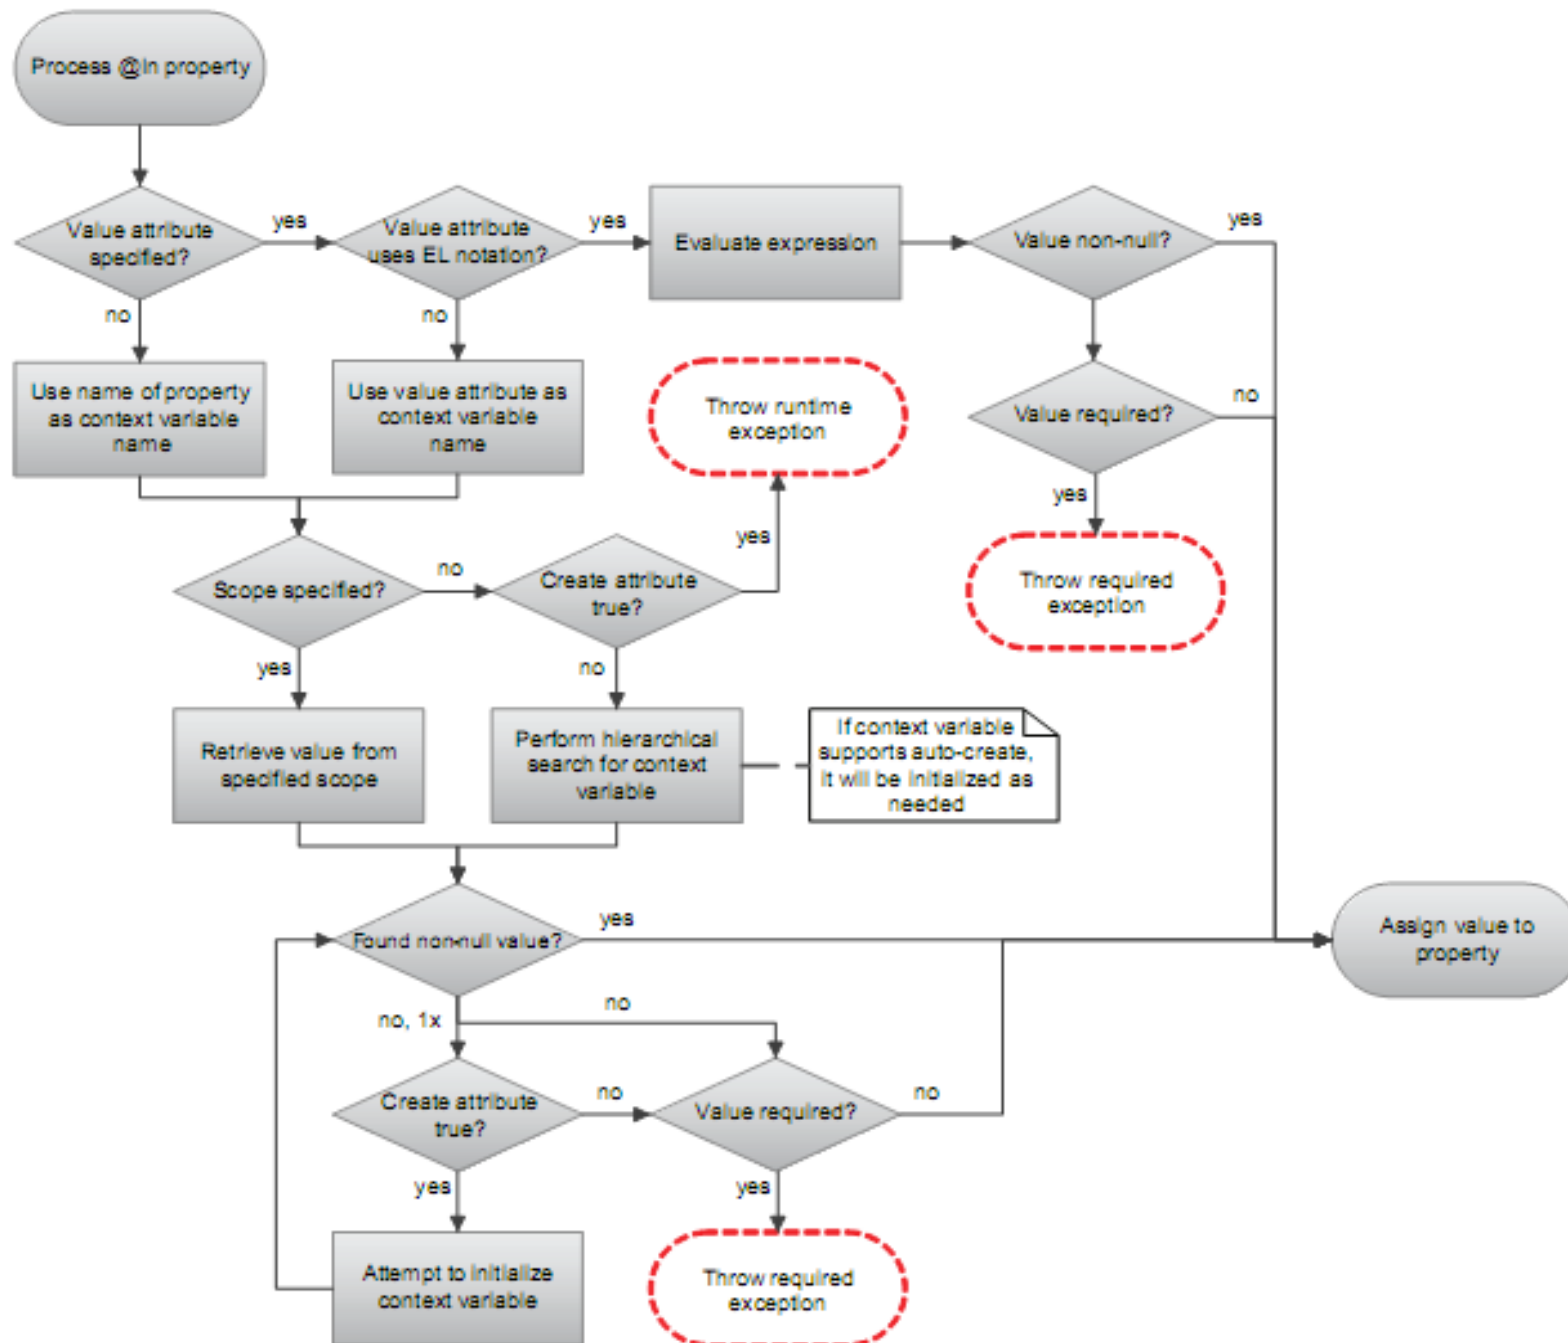 Process @In property
Value attribute
specified?
yes
Value attribute
uses EL notation?
yes
Evaluate expression
Value non-null?
yes
no
no
Use name of property
as context variable
name
Use value attribute as
context variable
name
Throw runtime
exception
Value required?
no
yes
yes
Scope specified?
no
Create attribute
true?
Throw required
exception
yes
no
Retrieve value from
specified scope
Perform hierarchical
search for context
variable
If context variable
supports auto-create,
it will be initialized as
needed
Found non-null value?
yes
Assign value to
property
no, 1x
no
Create attribute
true?
no
Value required?
no
yes
yes
Attempt to initialize
context variable
Throw required
exception